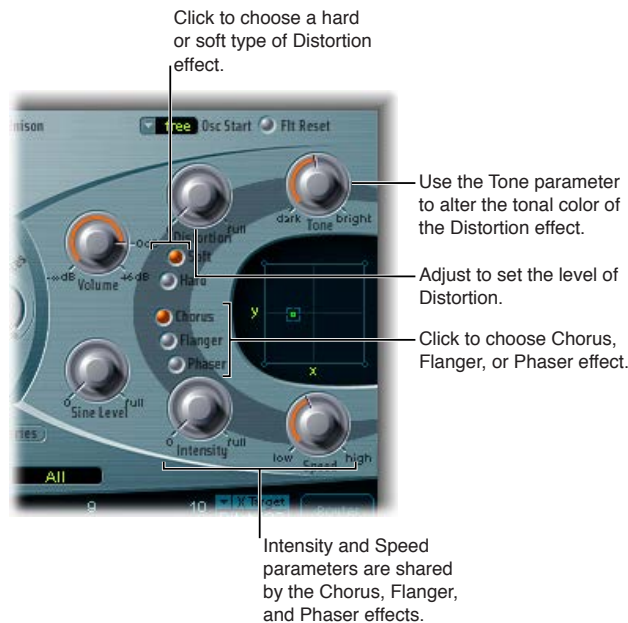 Click to choose a hard
or soft type of Distortion
effect.
free Osc Start Flt Reset
full
dark bright
Tone
Use the Tone parameter
to alter the tonal color of
the Distortion effect.
Distortion
Soft
Hard
-∞dB +6dB
Volume
Adjust to set the level of
Distortion.
y
x
Chorus
Flanger
Phaser
Click to choose Chorus,
Flanger, or Phaser effect.
0 full
Sine Level
0 full
Intensity
low high
Speed
All
9 10 X Target
Intensity and Speed
parameters are shared
by the Chorus, Flanger,
and Phaser effects.